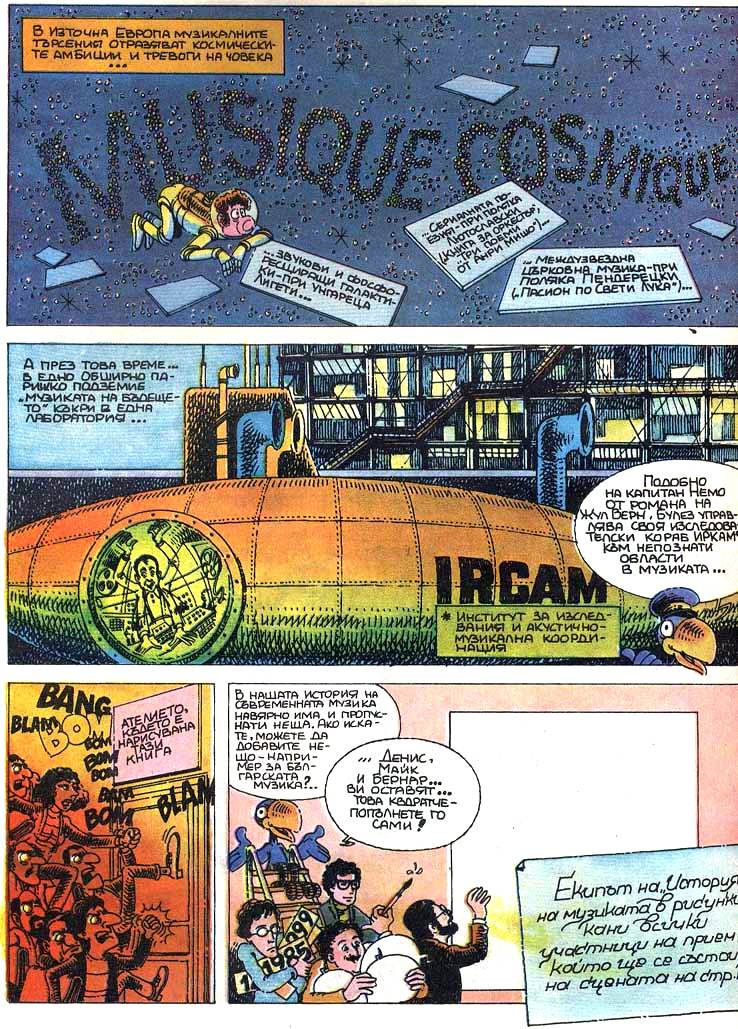 В ИЗТОЧНА ЕВРОПА МУЗИКАЛНИТЕ
ТЪРСЕНИЯ ОТРАЗЯВАТ КОСМИЧЕСКИ-
ТЕ АМБИЦИИ И ТРЕВОГИ НА ЧОВЕКА
...
MUSIQUE COSMIQUE
...ЗВУКОВИ И ФОСФО-
РЕСЦИРАЩИ ГАЛАКТИ-
КИ-ПРИ УНГАРЕЦА
ЛИГЕТИ...
...СЕРИАЛНАТА ПО-
ЕЗИЯ-ПРИ ПОЛЯКА
ЛЮТОСЛАВСКИ
(„КНИГА ЗА ОРКЕСТЪР“,
„ТРИ ПОЕМИ
ОТ АНРИ МИШО“)...
... МЕЖДУЗВЕЗДНА
ЦЪРКОВНА МУЗИКА-ПРИ
ПОЛЯКА ПЕНДЕРЕЦКИ
(„ПАСИОН ПО СВЕТИ ЛУКА“)...
А ПРЕЗ ТОВА ВРЕМЕ...
В ЕДНО ОБШИРНО ПА-
РИЖКО ПОДЗЕМИЕ
„МУЗИКАТА НА БЪДЕЩЕ-
ТО“ КЪКРИ В ЕДНА
ЛАБОРАТОРИЯ ...
ПОДОБНО
НА КАПИТАН НЕМО
ОТ РОМАНА НА
ЖУЛ ВЕРН, БУЛЕЗ УПРАВ-
ЛЯВА СВОЯ ИЗСЛЕДОВА-
ТЕЛСКИ КОРАБ ИРКАМ*
КЪМ НЕПОЗНАТИ
ОБЛАСТИ
В МУЗИКАТА ...
IRCAM
* ИНСТИТУТ ЗА ИЗСЛЕД-
ВАНИЯ И АКУСТИЧНО-
МУЗИКАЛНА КООРДИ-
НАЦИЯ
BANG
BLAM
BOM
BOM
BOM
BOM
BAM
BOM
BLAM
АТЕЛИЕТО,
КЪДЕТО Е
НАРИСУВАНА
ТАЗИ
КНИГА
В НАШАТА ИСТОРИЯ НА
СЪВРЕМЕННАТА МУЗИКА
НАВЯРНО ИМА И ПРОПУС-
НАТИ НЕЩА. АКО ИСКА-
ТЕ, МОЖЕТЕ ДА
ДОБАВИТЕ НЕ-
ЩО-НАПРИ-
МЕР ЗА БЪЛ-
ГАРСКАТА
МУЗИКА?..
... ДЕНИС,
МАЙК
И БЕРНАР...
ВИ ОСТАВЯТ...
ТОВА КВАДРАТЧЕ-
ПОПЪЛНЕТЕ ГО
САМИ!
1985
199
Екипът на „История
на музиката в рисунки“
кани всички
участници на прием,
който ще се състои
на сцената на стр.